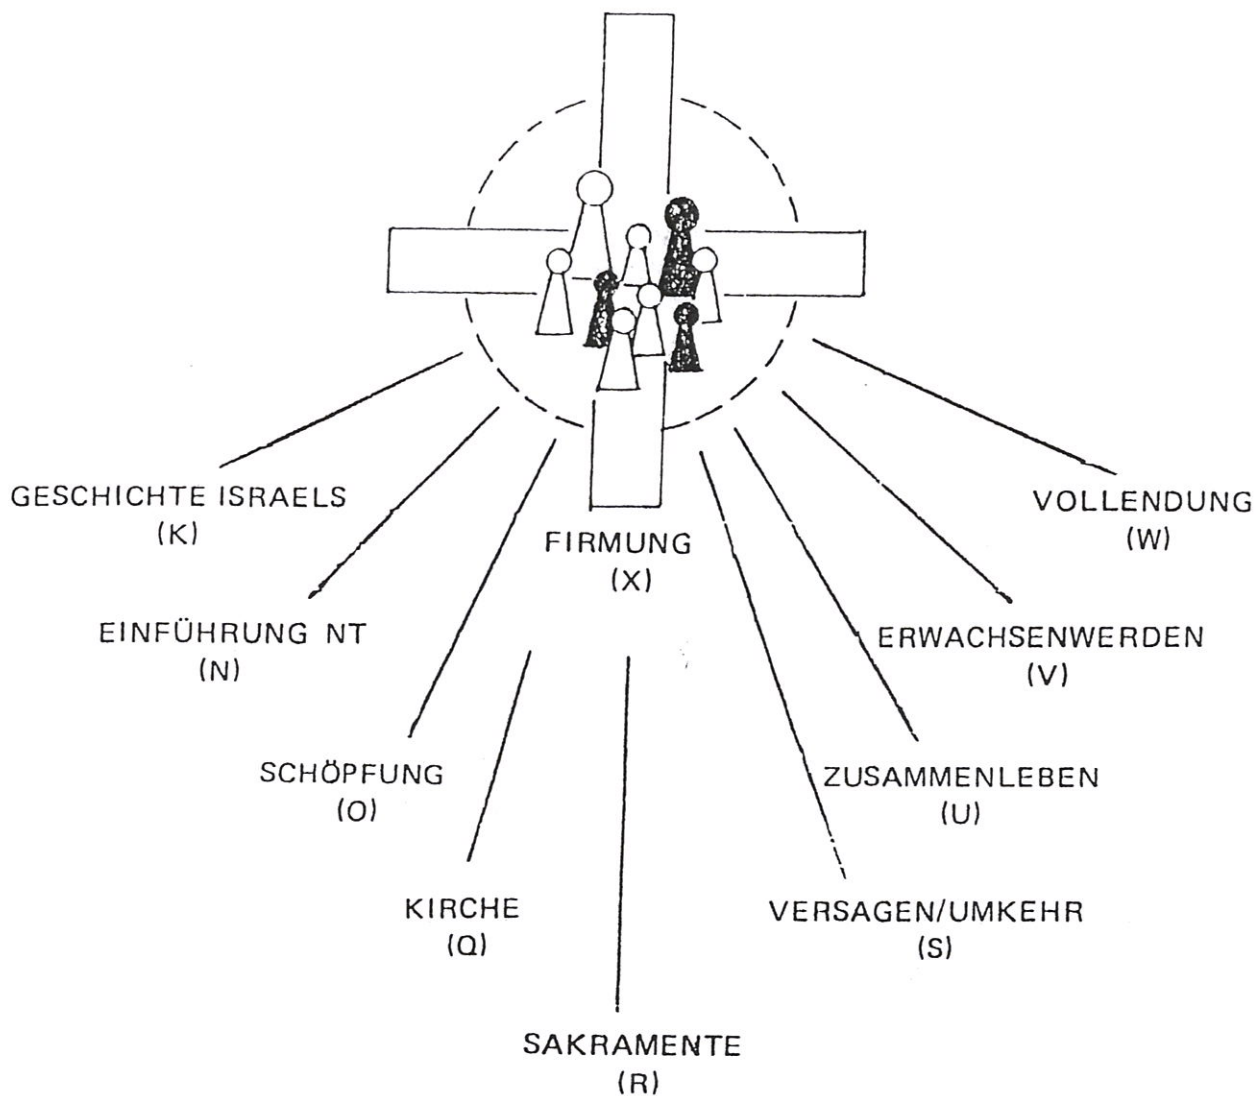 GESCHICHTE ISRAELS
(K)
VOLLENDUNG
(W)
FIRMUNG
(X)
EINFÜHRUNG NT
(N)
ERWACHSENWERDEN
(V)
SCHÖPFUNG
(O)
ZUSAMMENLEBEN
(U)
KIRCHE
(Q)
VERSAGEN/UMKEHR
(S)
SAKRAMENTE
(R)